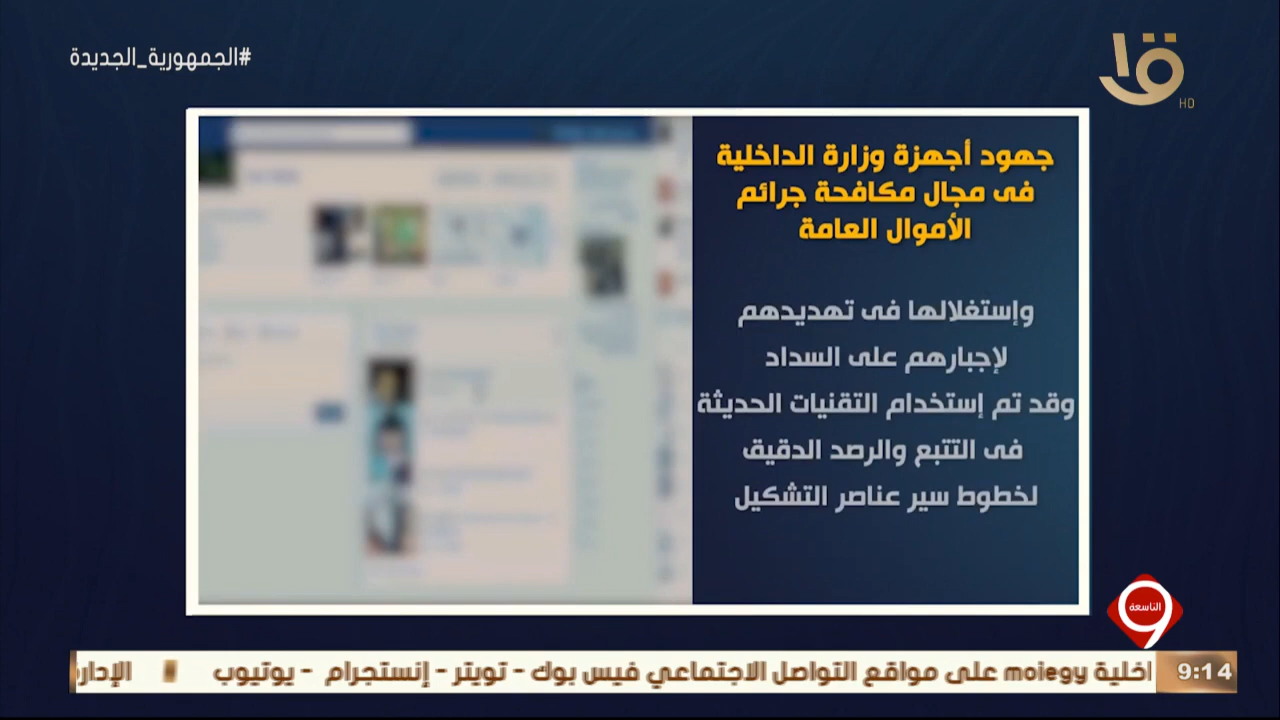 #الجمهورية_الجديدة
HD
جهود أجهزة وزارة الداخلية
فى مجال مكافحة جرائم
الأموال العامة
وإستغلالها فى تهديدهم
لإجبارهم على السداد
وقد تم إستخدام التقنيات الحديثة
فى التتبع والرصد الدقيق
لخطوط سير عناصر التشكيل
التاسعة
9
9:14
اخلية moiegy على مواقع التواصل الاجتماعي فيس بوك - تويتر - إنستجرام - يوتيوب الإدار